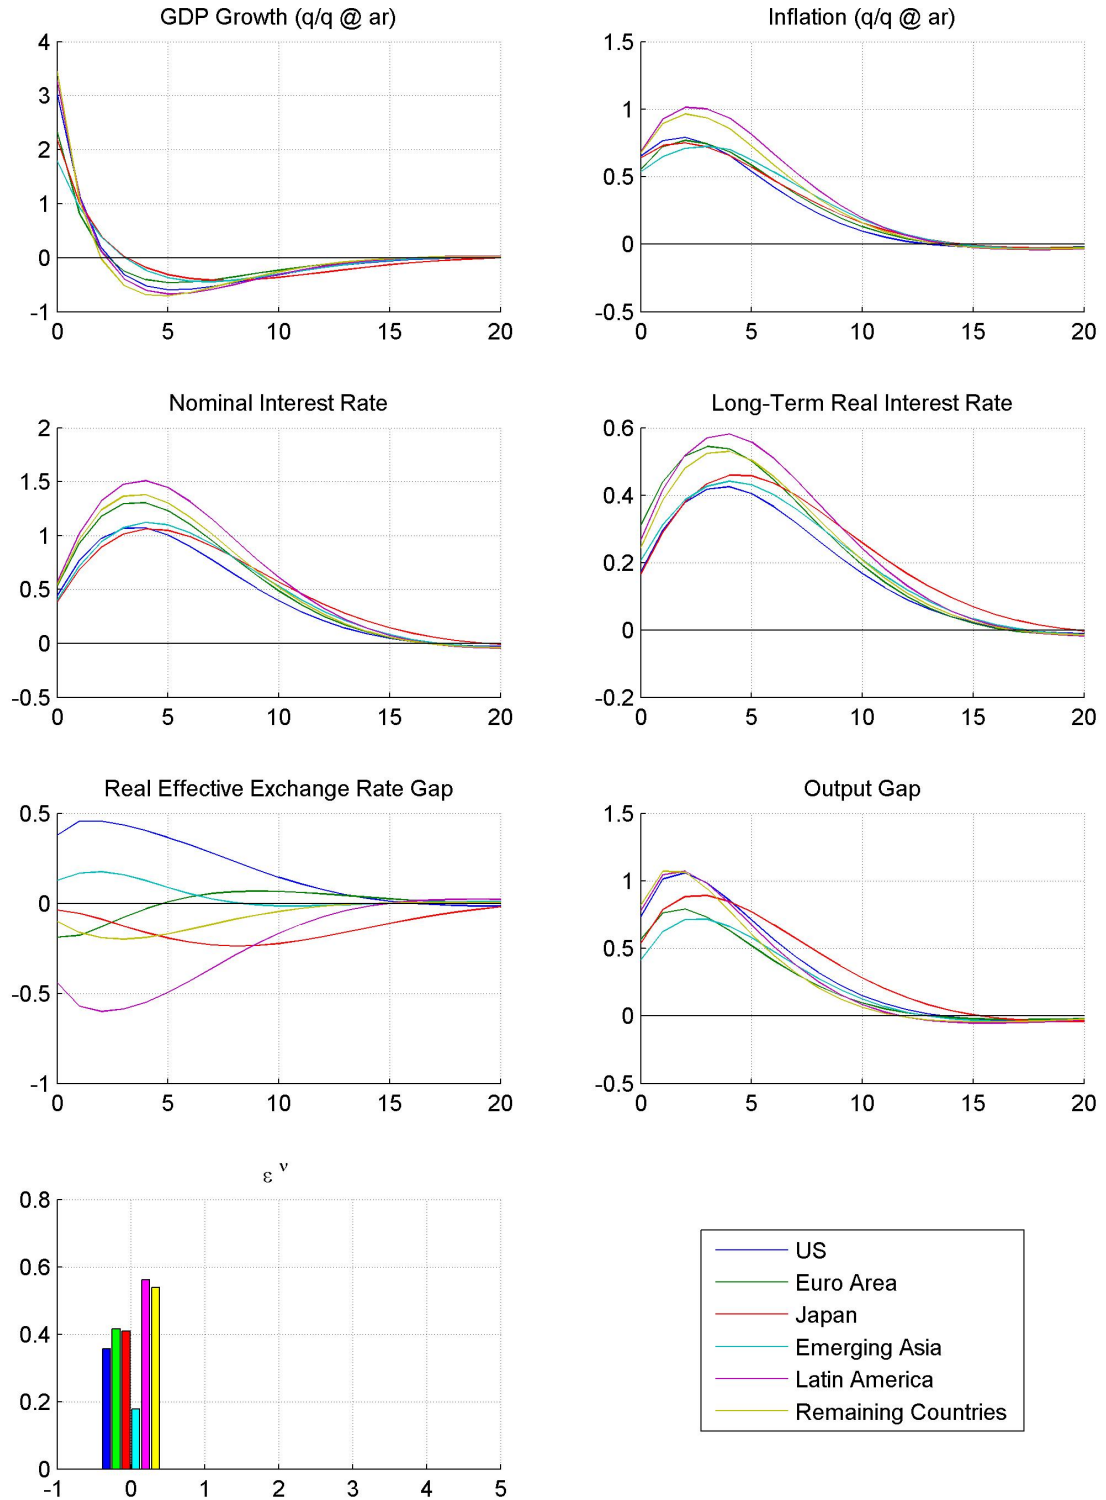 GDP Growth (q/q @ ar)
4
3
2
1
0
-1
0 5 10 15 20
Inflation (q/q @ ar)
1.5
1
0.5
0
-0.5
0 5 10 15 20
Nominal Interest Rate
2
1.5
1
0.5
0
-0.5
0 5 10 15 20
Long-Term Real Interest Rate
0.6
0.4
0.2
0
-0.2
0 5 10 15 20
Real Effective Exchange Rate Gap
0.5
0
-0.5
-1
0 5 10 15 20
Output Gap
1.5
1
0.5
0
-0.5
0 5 10 15 20
ε ν
0.8
0.6
0.4
0.2
0
-1 0 1 2 3 4 5
US
Euro Area
Japan
Emerging Asia
Latin America
Remaining Countries